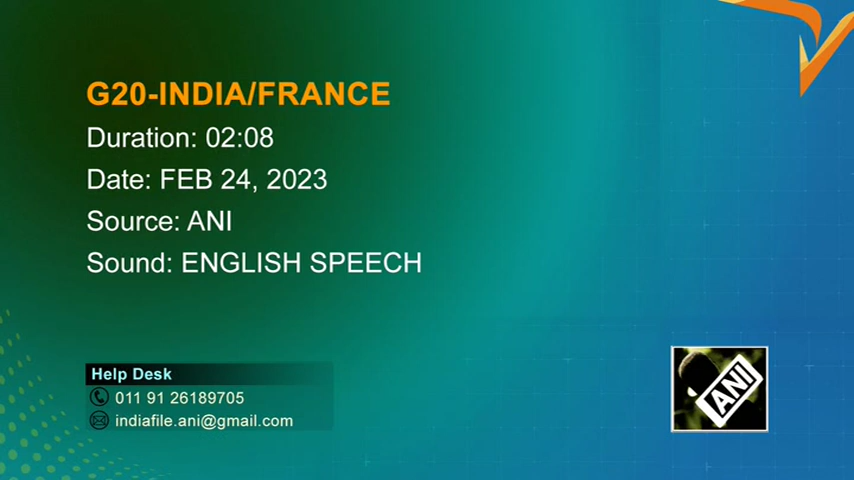 G20-INDIA/FRANCE
Duration: 02:08
Date: FEB 24, 2023
Source: ANI
Sound: ENGLISH SPEECH
Help Desk
011 91 26189705
indiafile.ani@gmail.com
ANI